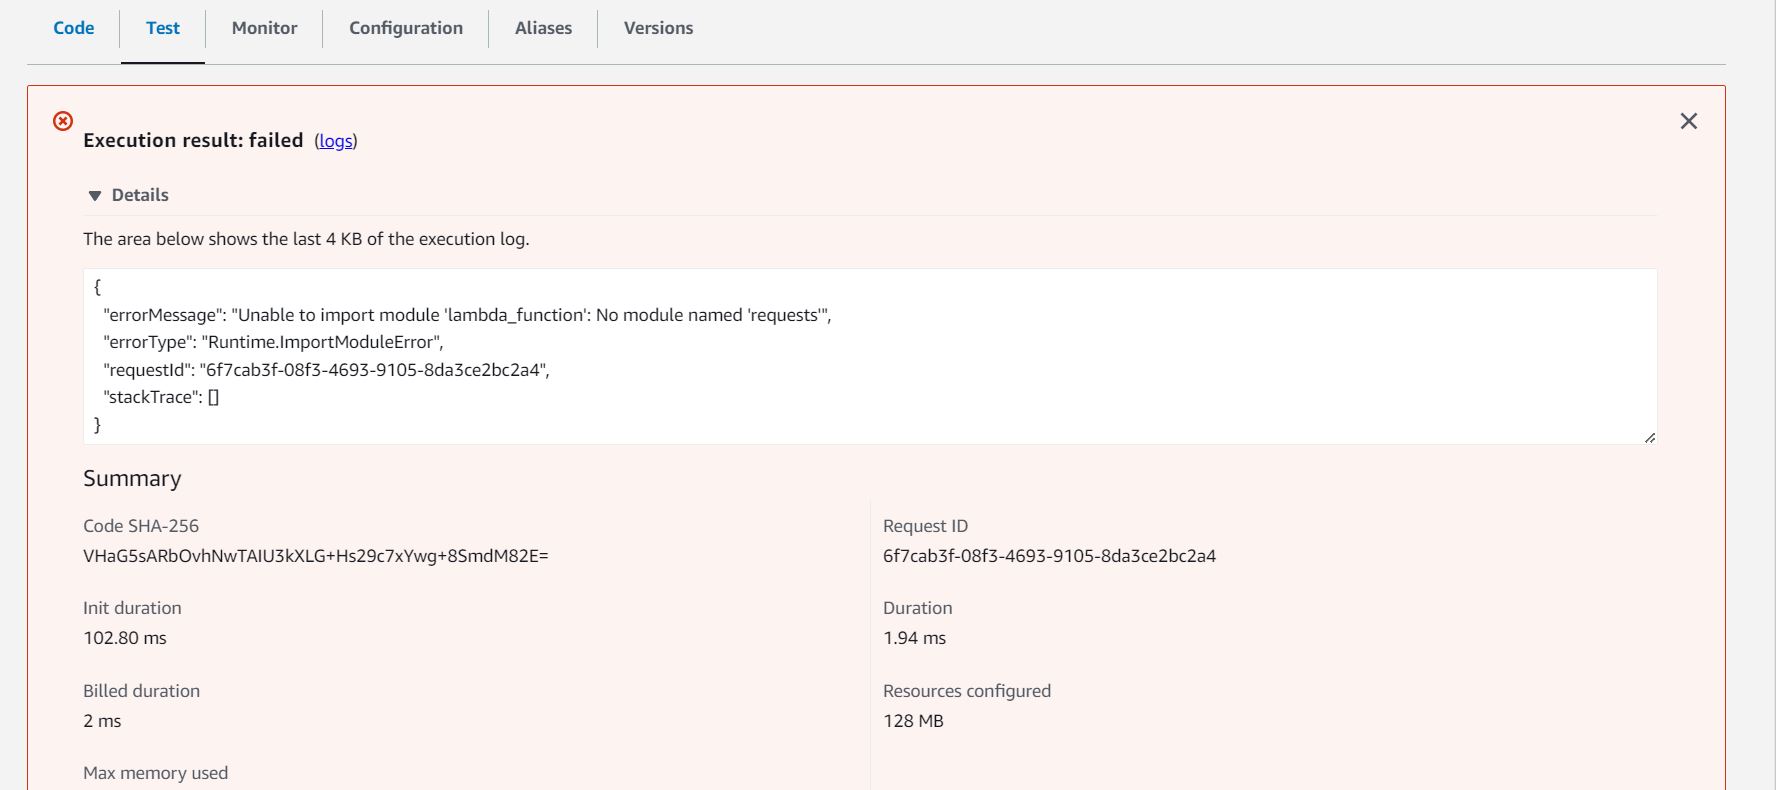 Code Test Monitor Configuration Aliases Versions
Execution result: failed (logs)
Details
The area below shows the last 4 KB of the execution log.
{
"errorMessage": "Unable to import module 'lambda_function': No module named 'requests'",
"errorType": "Runtime.ImportModuleError",
"requestId": "6f7cab3f-08f3-4693-9105-8da3ce2bc2a4",
"stackTrace": []
}
Summary
Code SHA-256
VHaG5sARbOvhNwTAIU3kXLG+Hs29c7xYwg+8SmdM82E=
Request ID
6f7cab3f-08f3-4693-9105-8da3ce2bc2a4
Init duration
102.80 ms
Duration
1.94 ms
Billed duration
2 ms
Resources configured
128 MB
Max memory used